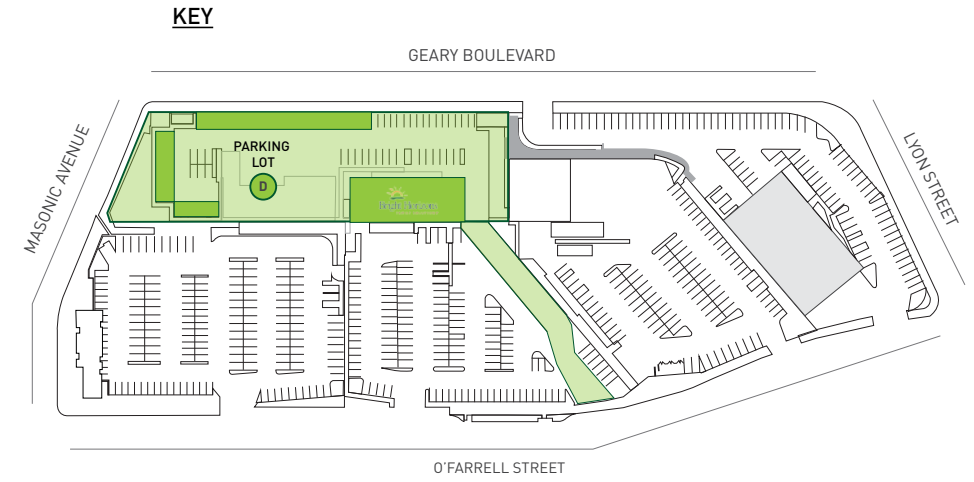 KEY
GEARY BOULEVARD
MASONIC AVENUE
LYON STREET
PARKING
LOT
D
O'FARRELL STREET